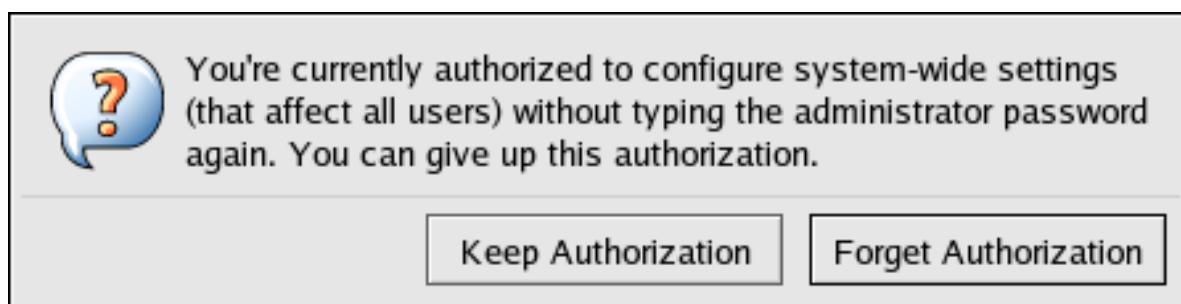 You're currently authorized to configure system-wide settings
(that affect all users) without typing the administrator password
again. You can give up this authorization.
Keep Authorization
Forget Authorization